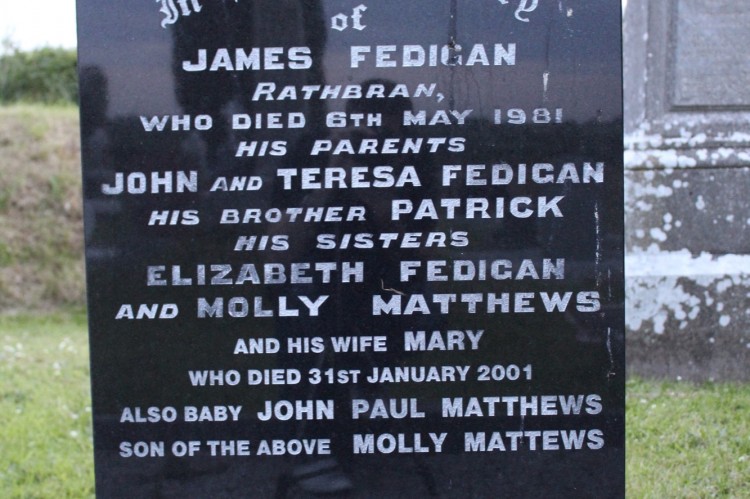 In
of
JAMES FEDIGAN
RATHBRAN,
WHO DIED 6TH MAY 1981
HIS PARENTS
JOHN AND TERESA FEDIGAN
HIS BROTHER PATRICK
HIS SISTERS
ELIZABETH FEDIGAN
AND MOLLY MATTHEWS
AND HIS WIFE MARY
WHO DIED 31ST JANUARY 2001
ALSO BABY JOHN PAUL MATTHEWS
SON OF THE ABOVE MOLLY MATTEWS